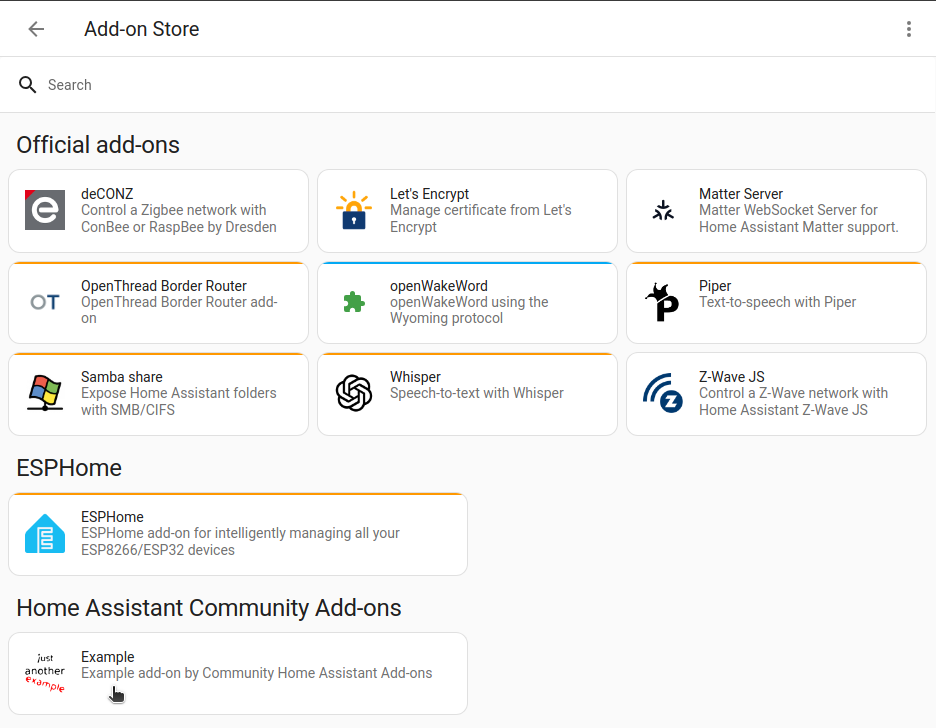 Add-on Store
Search
Official add-ons
deCONZ
Control a Zigbee network with
ConBee or RaspBee by Dresden
Let's Encrypt
Manage certificate from Let's
Encrypt
Matter Server
Matter WebSocket Server for
Home Assistant Matter support.
OT
OpenThread Border Router
OpenThread Border Router add-
on
openWakeWord
openWakeWord using the
Wyoming protocol
Piper
Text-to-speech with Piper
Samba share
Expose Home Assistant folders
with SMB/CIFS
Whisper
Speech-to-text with Whisper
Z-Wave JS
Control a Z-Wave network with
Home Assistant Z-Wave JS
ESPHome
ESPHome
ESPHome add-on for intelligently managing all your
ESP8266/ESP32 devices
Home Assistant Community Add-ons
just
another
example
Example
Example add-on by Community Home Assistant Add-ons